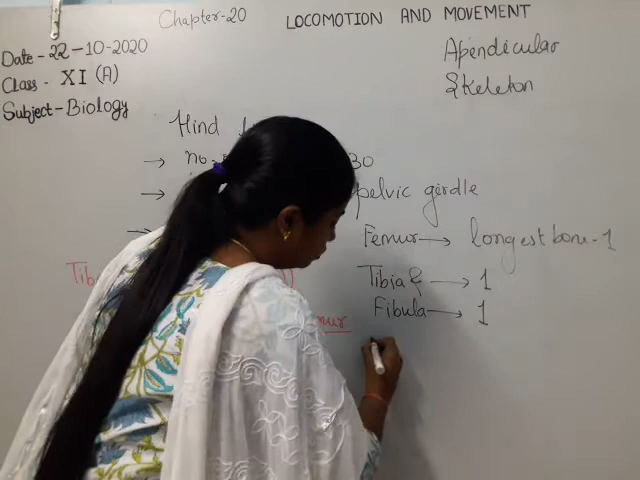 Chapter-20 LOCOMOTION AND MOVEMENT
Date - 22-10-2020
Class - XI (A)
Subject - Biology
Apendicular
Skeleton
Hind
→ no. 30
→ pelvic girdle
→ Femur → longest bone - 1
Tibia & → 1
Fibula → 1